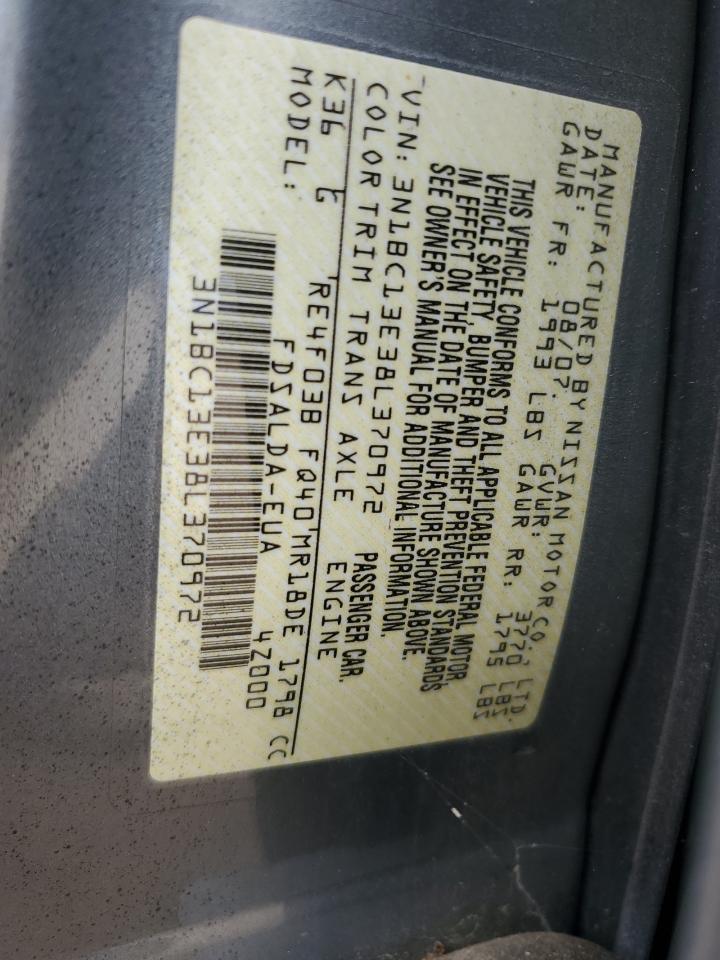 MANUFACTURED BY NISSAN MOTOR CO., LTD.
DATE: 08/07. GVWR: 3770 LBS
GAWR FR: 1993 LBS GAWR RR: 1795 LBS
THIS VEHICLE CONFORMS TO ALL APPLICABLE FEDERAL MOTOR
VEHICLE SAFETY, BUMPER AND THEFT PREVENTION STANDARDS
IN EFFECT ON THE DATE OF MANUFACTURE SHOWN ABOVE.
SEE OWNER'S MANUAL FOR ADDITIONAL INFORMATION.
VIN: 3N1BC13E38L370972 PASSENGER CAR.
COLOR TRIM TRANS AXLE ENGINE
K36 G RE4F03B FQ40 MR18DE 1798 CC
MODEL: FDSALDA-EUA 4Z000
3N1BC13E38L370972